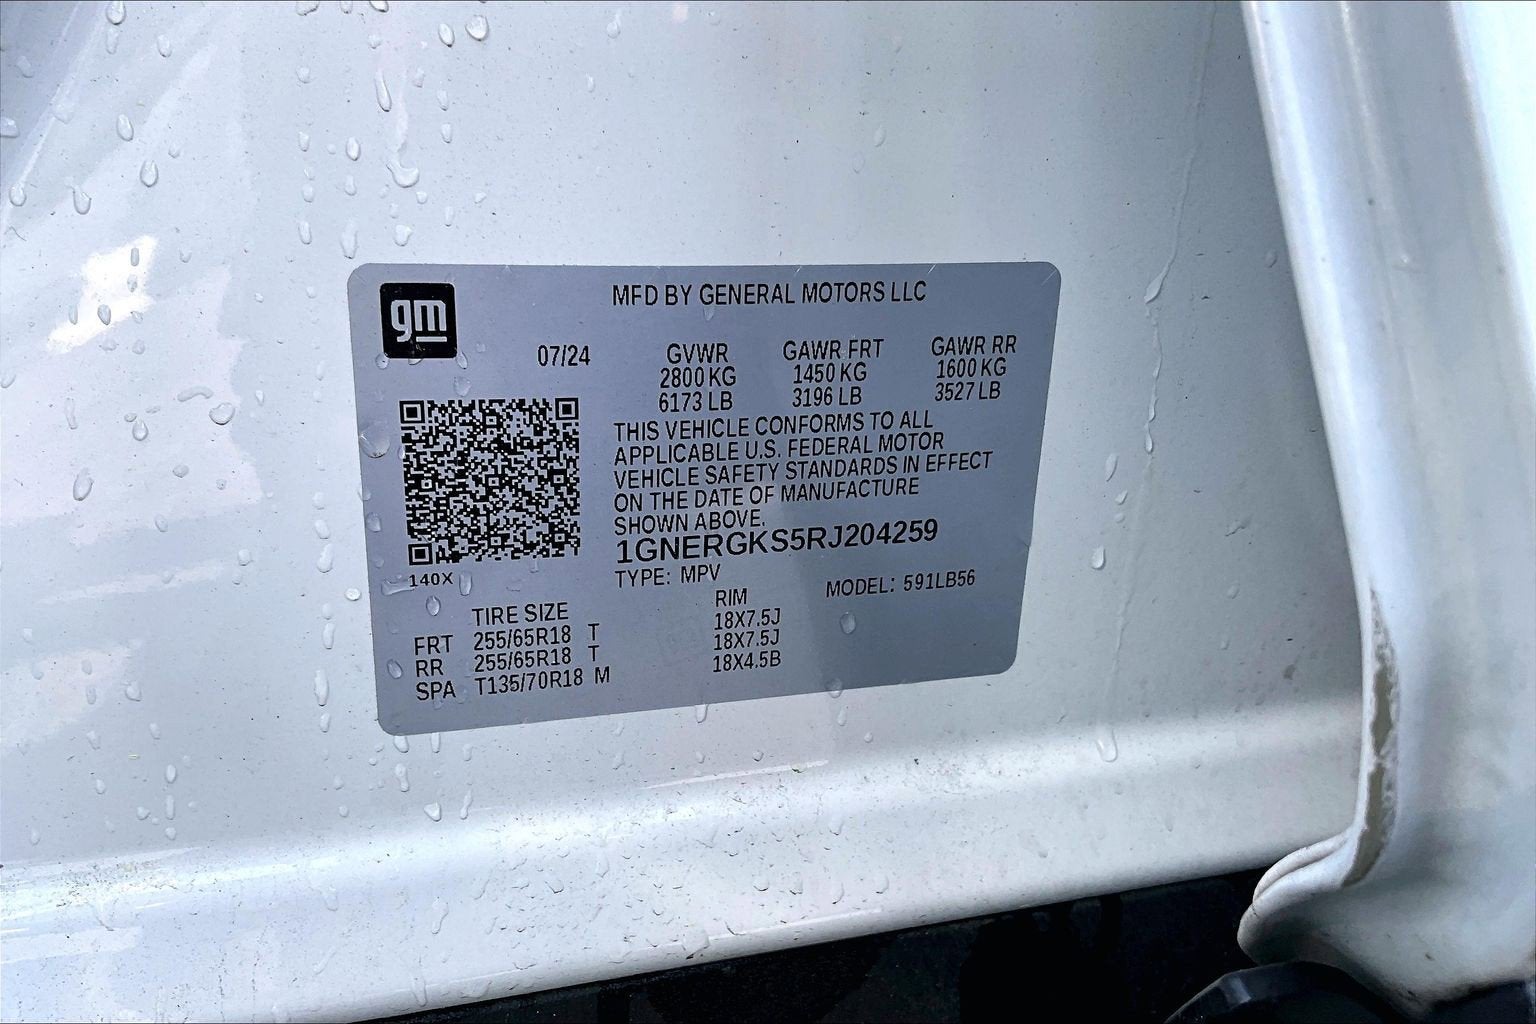 gm
MFD BY GENERAL MOTORS LLC
07/24 GVWR GAWR FRT GAWR RR
2800 KG 1450 KG 1600 KG
6173 LB 3196 LB 3527 LB
THIS VEHICLE CONFORMS TO ALL
APPLICABLE U.S. FEDERAL MOTOR
VEHICLE SAFETY STANDARDS IN EFFECT
ON THE DATE OF MANUFACTURE
SHOWN ABOVE.
1GNERGKS5RJ204259
140X
TYPE: MPV MODEL: 591LB56
TIRE SIZE RIM
FRT 255/65R18 T 18X7.5J
RR 255/65R18 T 18X7.5J
SPA T135/70R18 M 18X4.5B